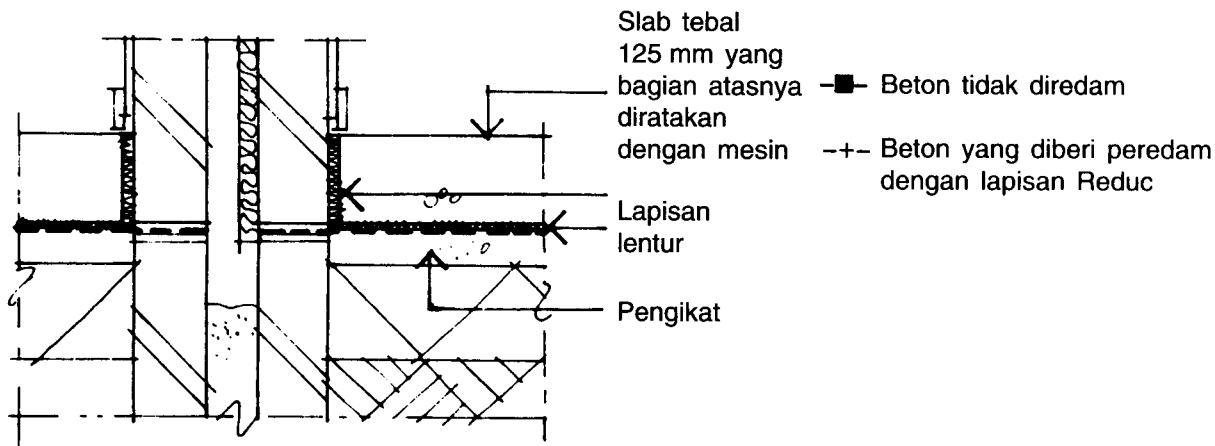 Slab tebal
125 mm yang
bagian atasnya
diratakan
dengan mesin
Beton tidak diredam
Beton yang diberi peredam
dengan lapisan Reduc
Lapisan
lentur
Pengikat